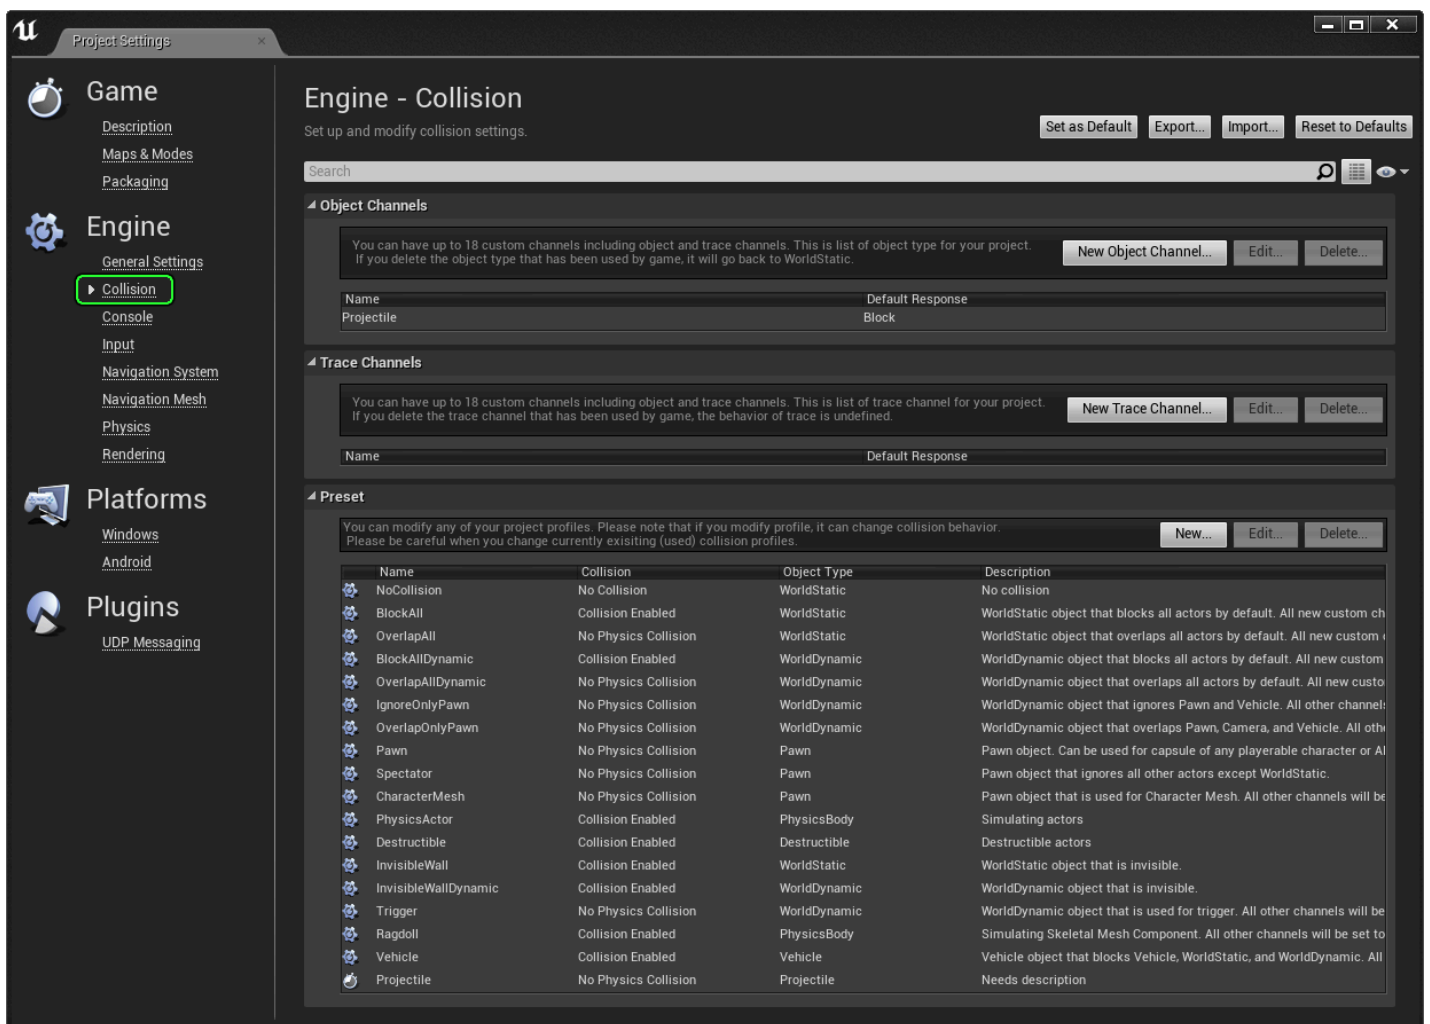 Project Settings
Game
Description
Maps & Modes
Packaging
Engine
General Settings
Collision
Console
Input
Navigation System
Navigation Mesh
Physics
Rendering
Platforms
Windows
Android
Plugins
UDP Messaging
Engine - Collision
Set up and modify collision settings.
Set as Default Export... Import... Reset to Defaults
Search
Object Channels
You can have up to 18 custom channels including object and trace channels. This is list of object type for your project.
If you delete the object type that has been used by game, it will go back to WorldStatic.
New Object Channel... Edit... Delete...
Name Default Response
Projectile Block
Trace Channels
You can have up to 18 custom channels including object and trace channels. This is list of trace channel for your project.
If you delete the trace channel that has been used by game, the behavior of trace is undefined.
New Trace Channel... Edit... Delete...
Name Default Response
Preset
You can modify any of your project profiles. Please note that if you modify profile, it can change collision behavior.
Please be careful when you change currently exisiting (used) collision profiles.
New... Edit... Delete...
Name Collision Object Type Description
NoCollision No Collision WorldStatic No collision
BlockAll Collision Enabled WorldStatic WorldStatic object that blocks all actors by default. All new custom ch
OverlapAll No Physics Collision WorldStatic WorldStatic object that overlaps all actors by default. All new custom
BlockAllDynamic Collision Enabled WorldDynamic WorldDynamic object that blocks all actors by default. All new custom
OverlapAllDynamic No Physics Collision WorldDynamic WorldDynamic object that overlaps all actors by default. All new custo
IgnoreOnlyPawn No Physics Collision WorldDynamic WorldDynamic object that ignores Pawn and Vehicle. All other channels
OverlapOnlyPawn No Physics Collision WorldDynamic WorldDynamic object that overlaps Pawn, Camera, and Vehicle. All othe
Pawn No Physics Collision Pawn Pawn object. Can be used for capsule of any playerable character or AI
Spectator No Physics Collision Pawn Pawn object that ignores all other actors except WorldStatic.
CharacterMesh No Physics Collision Pawn Pawn object that is used for Character Mesh. All other channels will be
PhysicsActor Collision Enabled PhysicsBody Simulating actors
Destructible Collision Enabled Destructible Destructible actors
InvisibleWall Collision Enabled WorldStatic WorldStatic object that is invisible.
InvisibleWallDynamic Collision Enabled WorldDynamic WorldDynamic object that is invisible.
Trigger No Physics Collision WorldDynamic WorldDynamic object that is used for trigger. All other channels will be
Ragdoll Collision Enabled PhysicsBody Simulating Skeletal Mesh Component. All other channels will be set to
Vehicle Collision Enabled Vehicle Vehicle object that blocks Vehicle, WorldStatic, and WorldDynamic. All
Projectile No Physics Collision Projectile Needs description